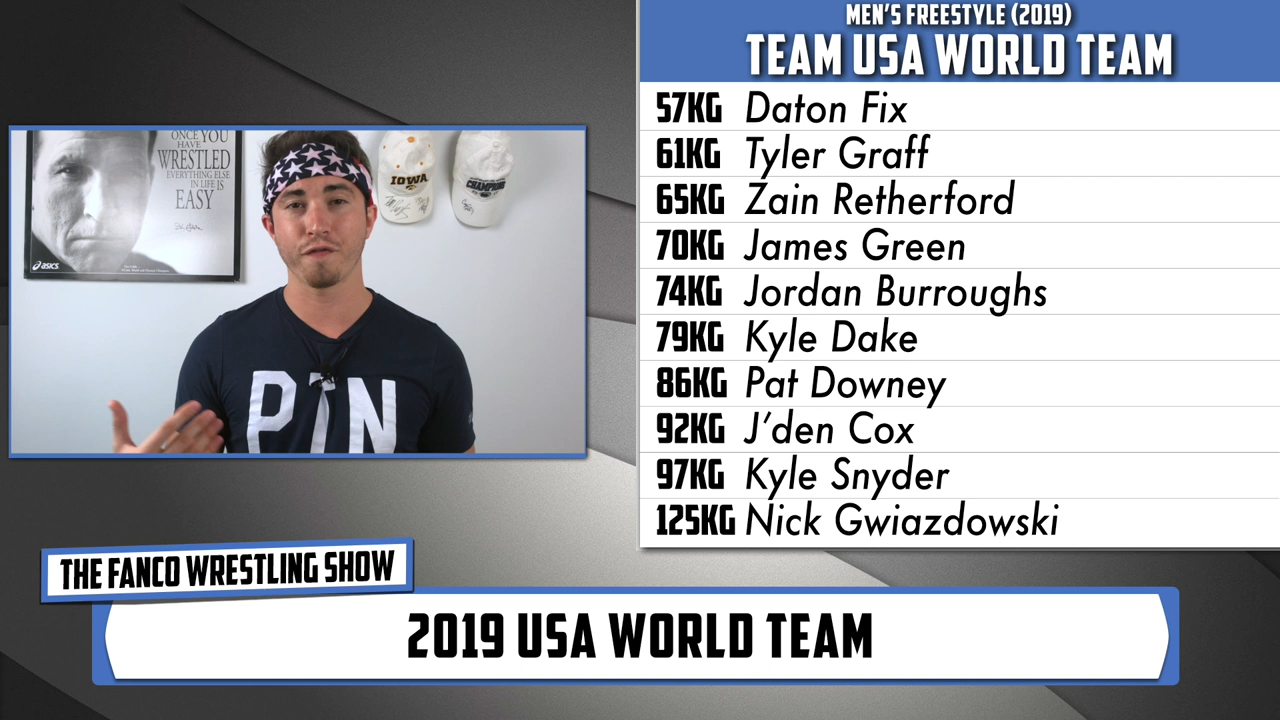 MEN'S FREESTYLE (2019)
TEAM USA WORLD TEAM
57KG Daton Fix
61KG Tyler Graff
65KG Zain Retherford
70KG James Green
74KG Jordan Burroughs
79KG Kyle Dake
86KG Pat Downey
92KG J'den Cox
97KG Kyle Snyder
125KG Nick Gwiazdowski
ONCE YOU
HAVE
WRESTLED
EVERYTHING ELSE
IN LIFE IS
EASY
asics
IOWA
CHAMPIONS
PIN
THE FANCO WRESTLING SHOW
2019 USA WORLD TEAM